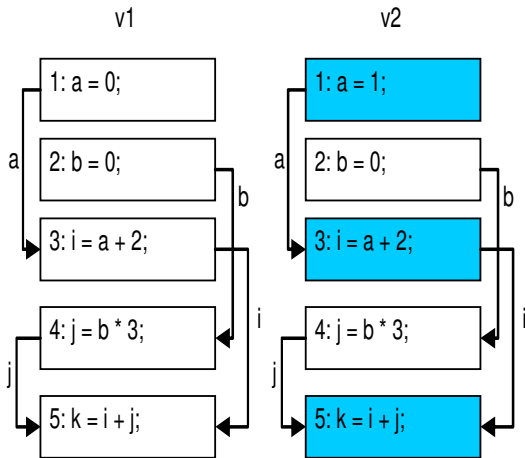 v1
1: a = 0;
2: b = 0;
3: i = a + 2;
4: j = b * 3;
5: k = i + j;
a
b
i
j
v2
1: a = 1;
2: b = 0;
3: i = a + 2;
4: j = b * 3;
5: k = i + j;
a
b
i
j